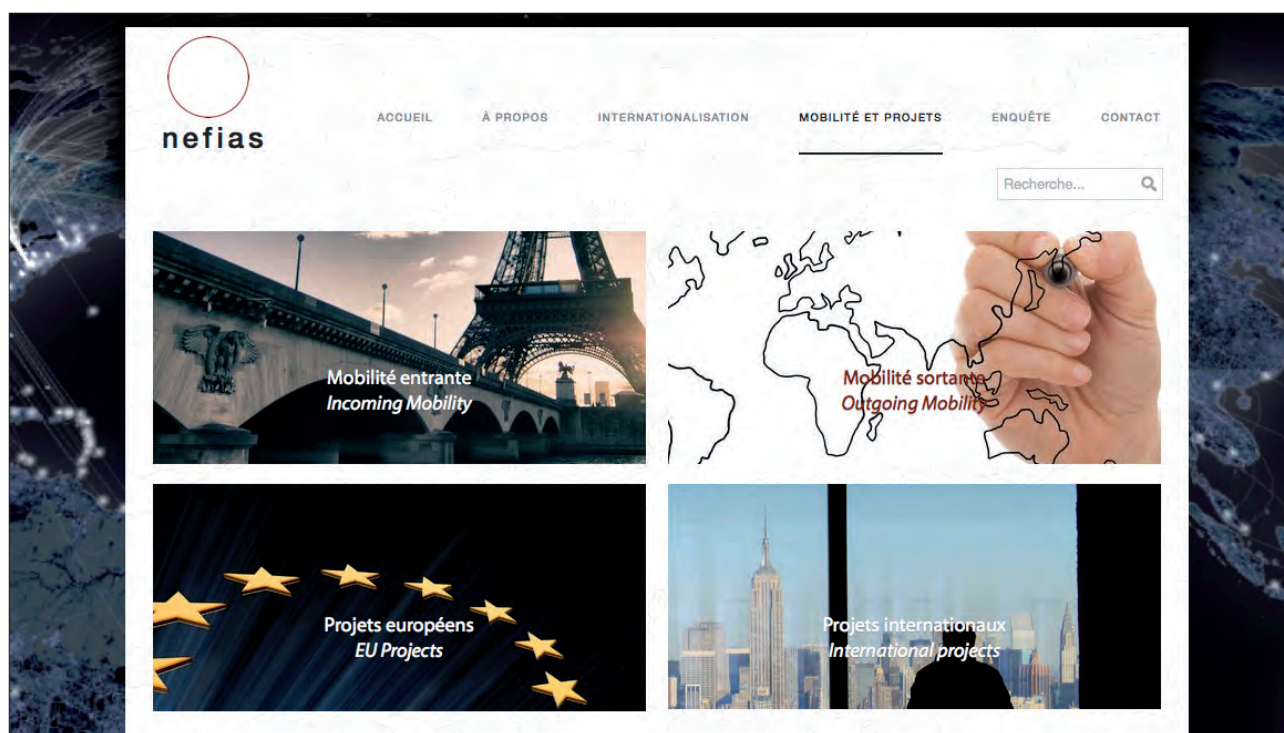 nefias
ACCUEIL À PROPOS INTERNATIONALISATION MOBILITÉ ET PROJETS ENQUÊTE CONTACT
Recherche...
Mobilité entrante
Incoming Mobility
Mobilité sortante
Outgoing Mobility
Projets européens
EU Projects
Projets internationaux
International projects